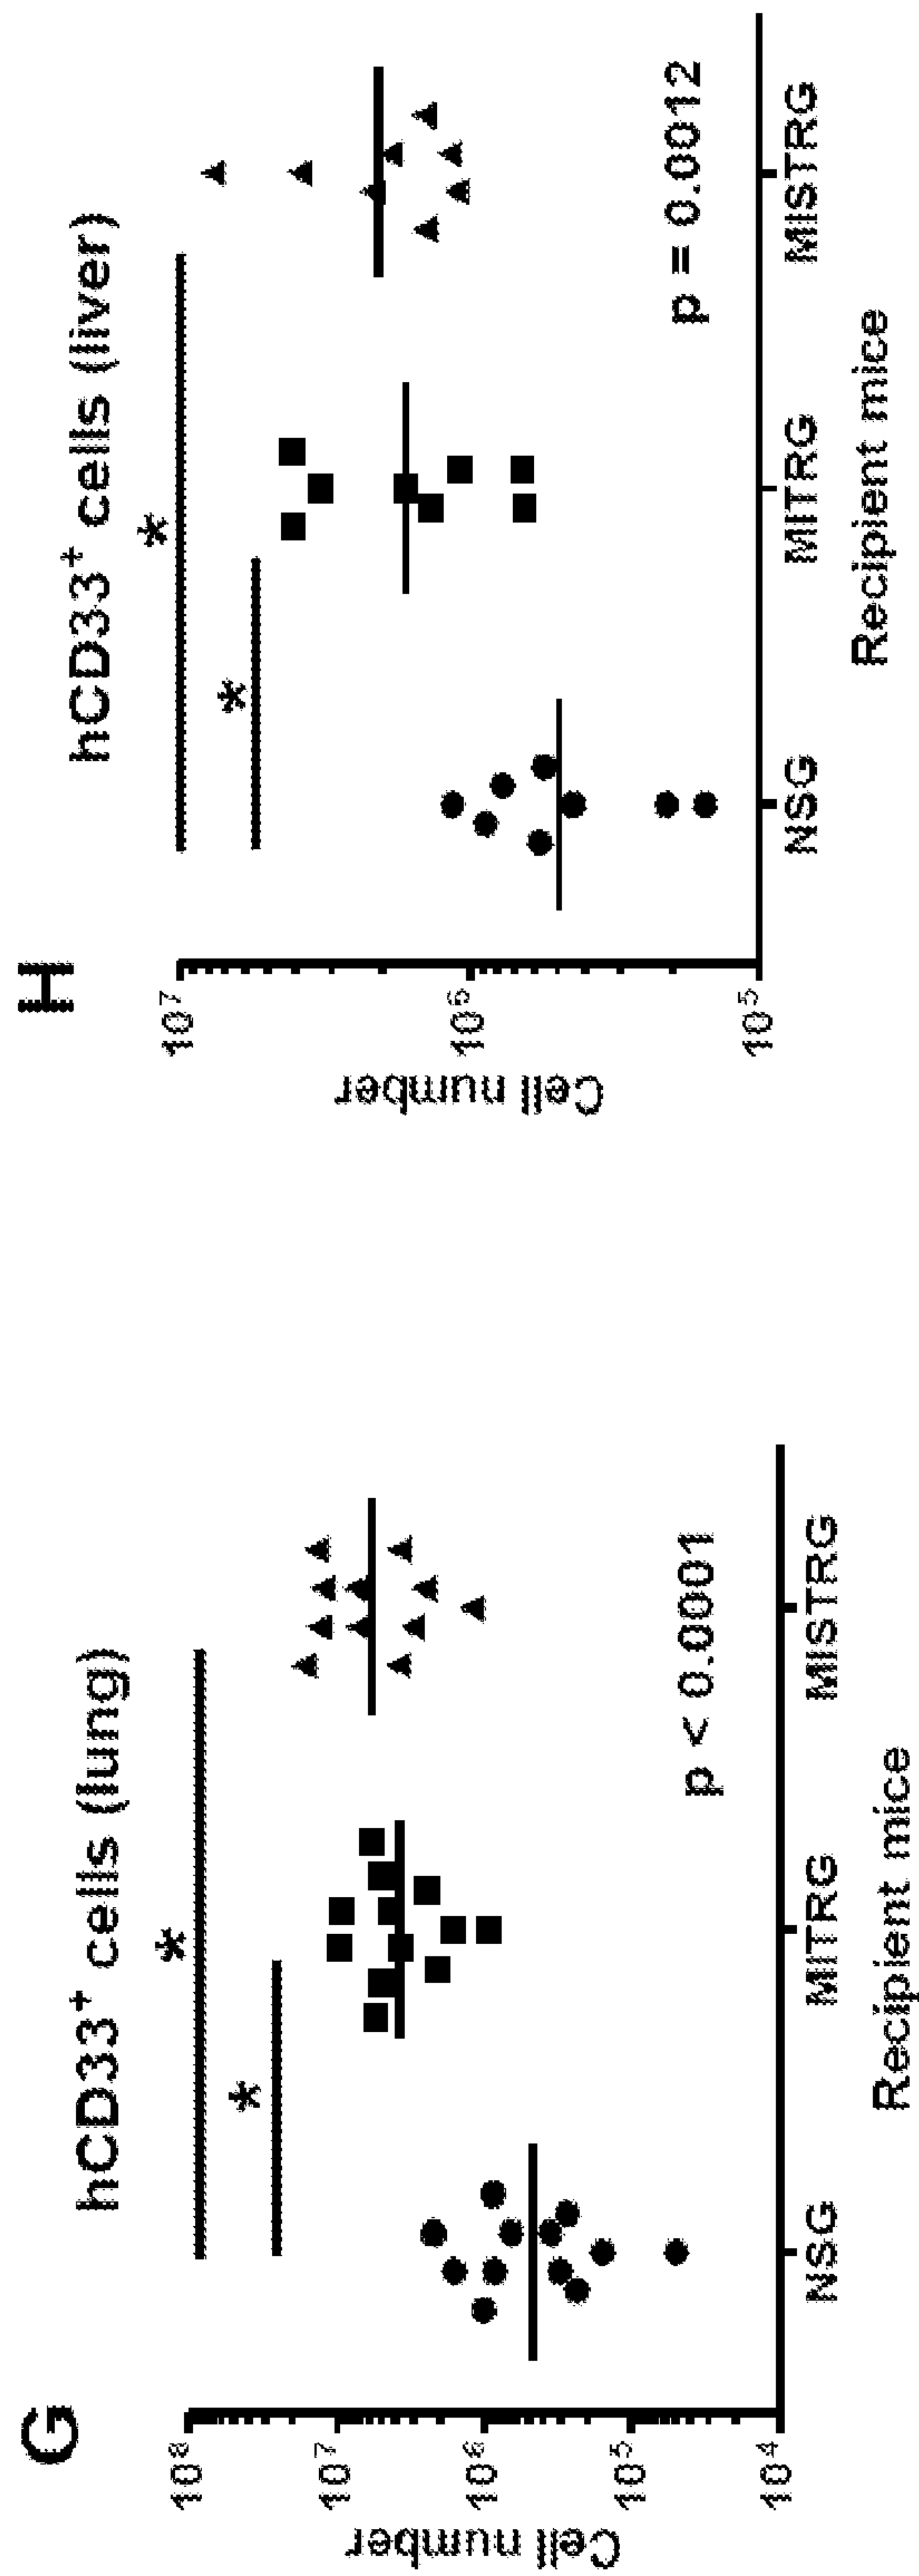 G
hCD33⁺ cells (lung)
*
*
10⁸
10⁷
10⁶
10⁵
10⁴
Cell number
p < 0.0001
NSG MITRG MISTRG
Recipient mice
H
hCD33⁺ cells (liver)
*
*
10⁷
10⁶
10⁵
Cell number
p = 0.0012
NSG MITRG MISTRG
Recipient mice